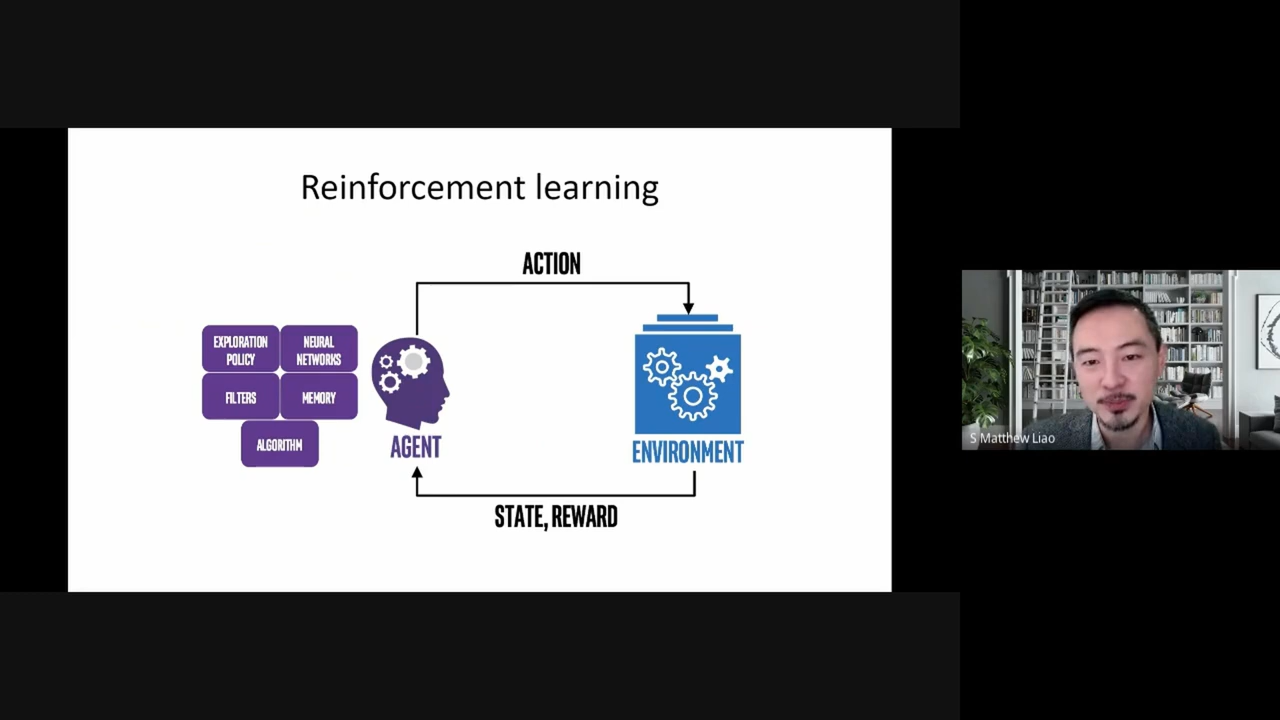 Reinforcement learning
ACTION
EXPLORATION
POLICY
NEURAL
NETWORKS
FILTERS
MEMORY
ALGORITHM
AGENT
ENVIRONMENT
STATE, REWARD
S Matthew Liao